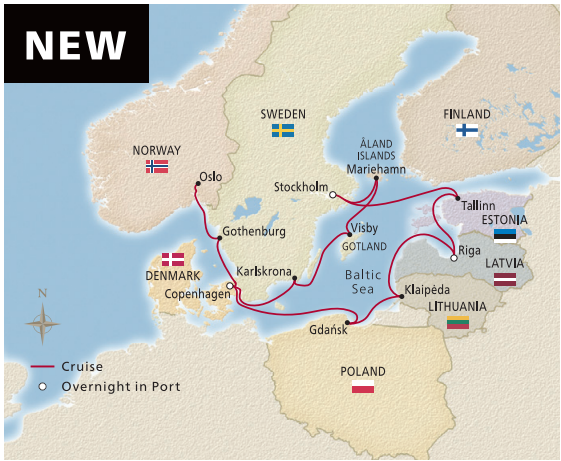 NEW
SWEDEN
FINLAND
NORWAY
ÅLAND
ISLANDS
Mariehamn
Oslo
Stockholm
Tallinn
ESTONIA
Gothenburg
Visby
GOTLAND
Riga
LATVIA
DENMARK
Karlskrona
Baltic
Sea
Copenhagen
Klaipėda
LITHUANIA
N
Gdańsk
Cruise
POLAND
Overnight in Port